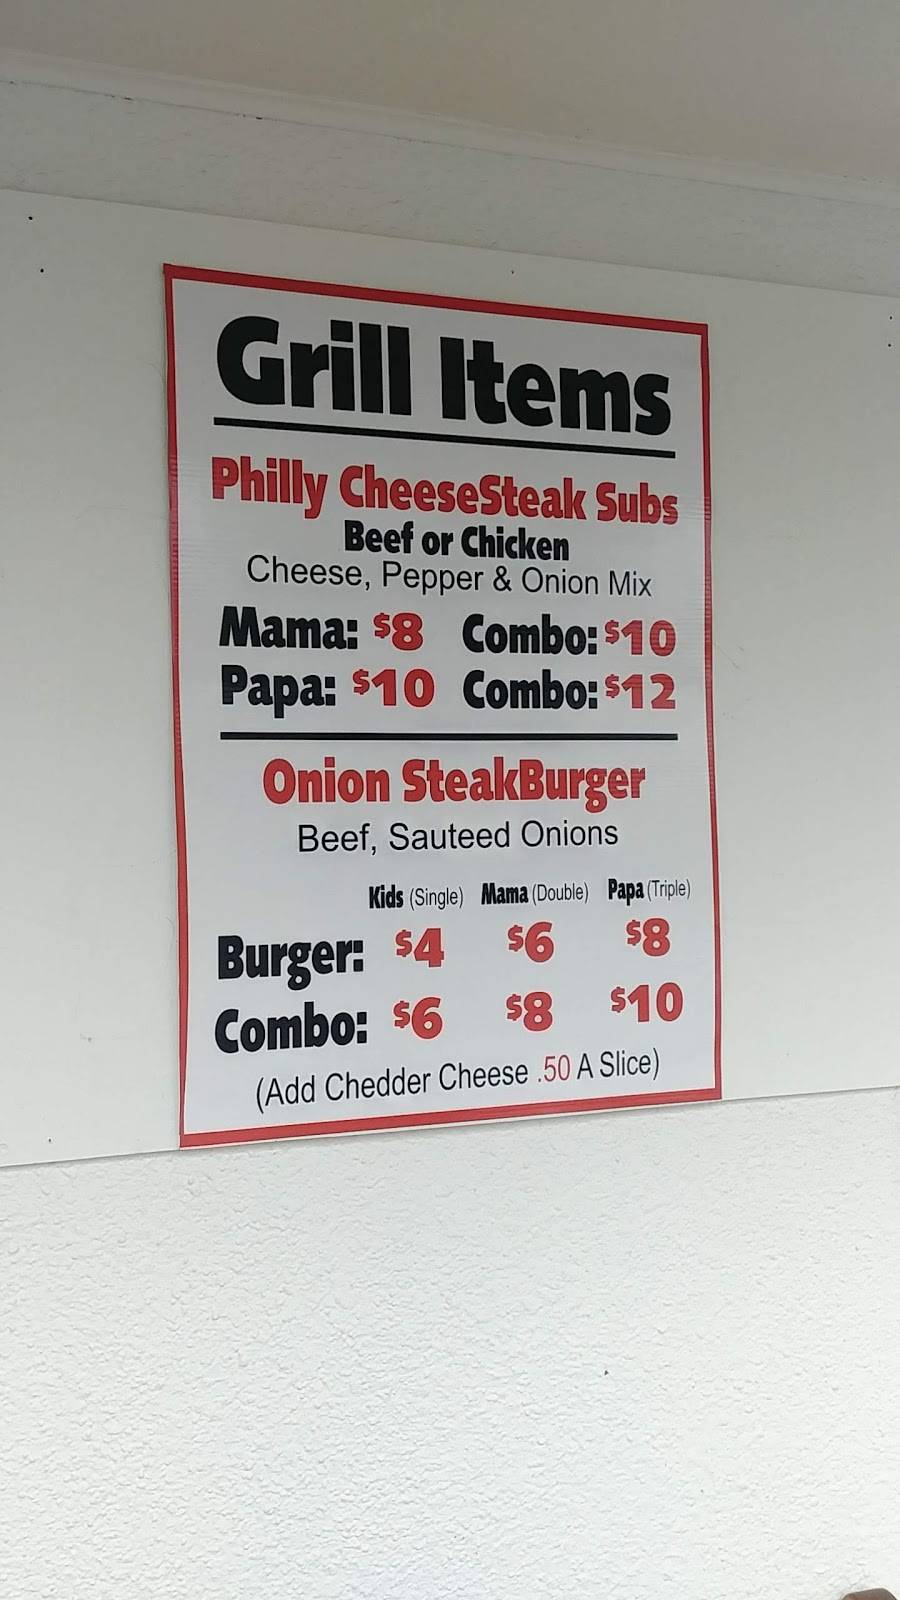 Grill Items
Philly CheeseSteak Subs
Beef or Chicken
Cheese, Pepper & Onion Mix
Mama: $8 Combo: $10
Papa: $10 Combo: $12
Onion SteakBurger
Beef, Sauteed Onions
Kids (Single) Mama (Double) Papa (Triple)
Burger: $4 $6 $8
Combo: $6 $8 $10
(Add Chedder Cheese .50 A Slice)